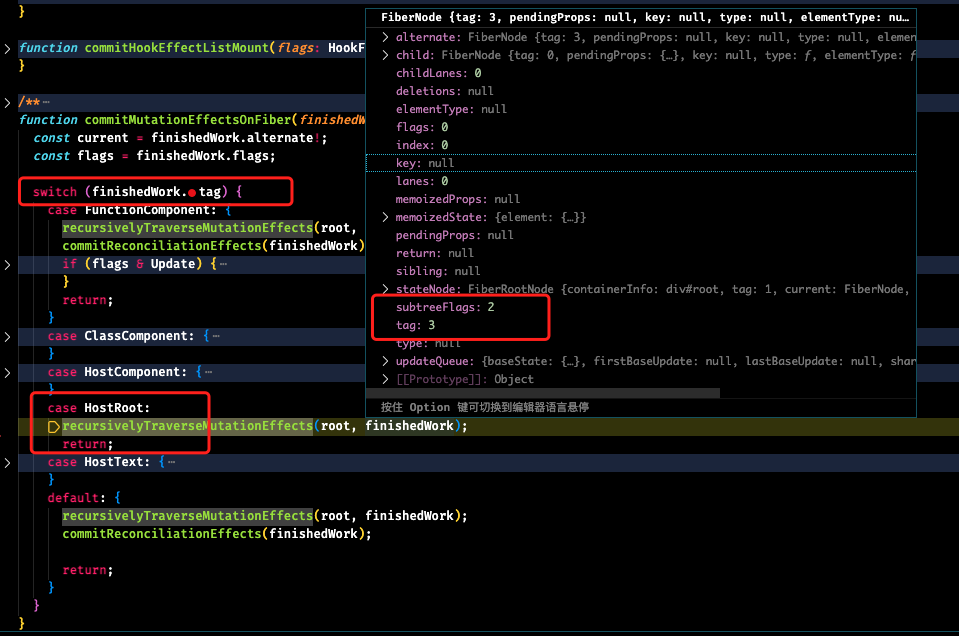 }
function commitHookEffectListMount(flags: HookF
}
/** ⋯
function commitMutationEffectsOnFiber(finishedW
const current = finishedWork.alternate!;
const flags = finishedWork.flags;
switch (finishedWork. tag) {
case FunctionComponent: {
recursivelyTraverseMutationEffects(root,
commitReconciliationEffects(finishedWork)
if (flags & Update) { ⋯
}
return;
}
case ClassComponent: { ⋯
}
case HostComponent: { ⋯
}
case HostRoot:
recursivelyTraverseMutationEffects(root, finishedWork);
return;
case HostText: { ⋯
}
default: {
recursivelyTraverseMutationEffects(root, finishedWork);
commitReconciliationEffects(finishedWork);
return;
}
}
}
FiberNode {tag: 3, pendingProps: null, key: null, type: null, elementType: nu…
alternate: FiberNode {tag: 3, pendingProps: null, key: null, type: null, elemen
child: FiberNode {tag: 0, pendingProps: {…}, key: null, type: ƒ, elementType: ƒ
childLanes: 0
deletions: null
elementType: null
flags: 0
index: 0
key: null
lanes: 0
memoizedProps: null
memoizedState: {element: {…}}
pendingProps: null
return: null
sibling: null
stateNode: FiberRootNode {containerInfo: div#root, tag: 1, current: FiberNode,
subtreeFlags: 2
tag: 3
type: null
updateQueue: {baseState: {…}, firstBaseUpdate: null, lastBaseUpdate: null, shar
[[Prototype]]: Object
按住 Option 键可切换到编辑器语言悬停